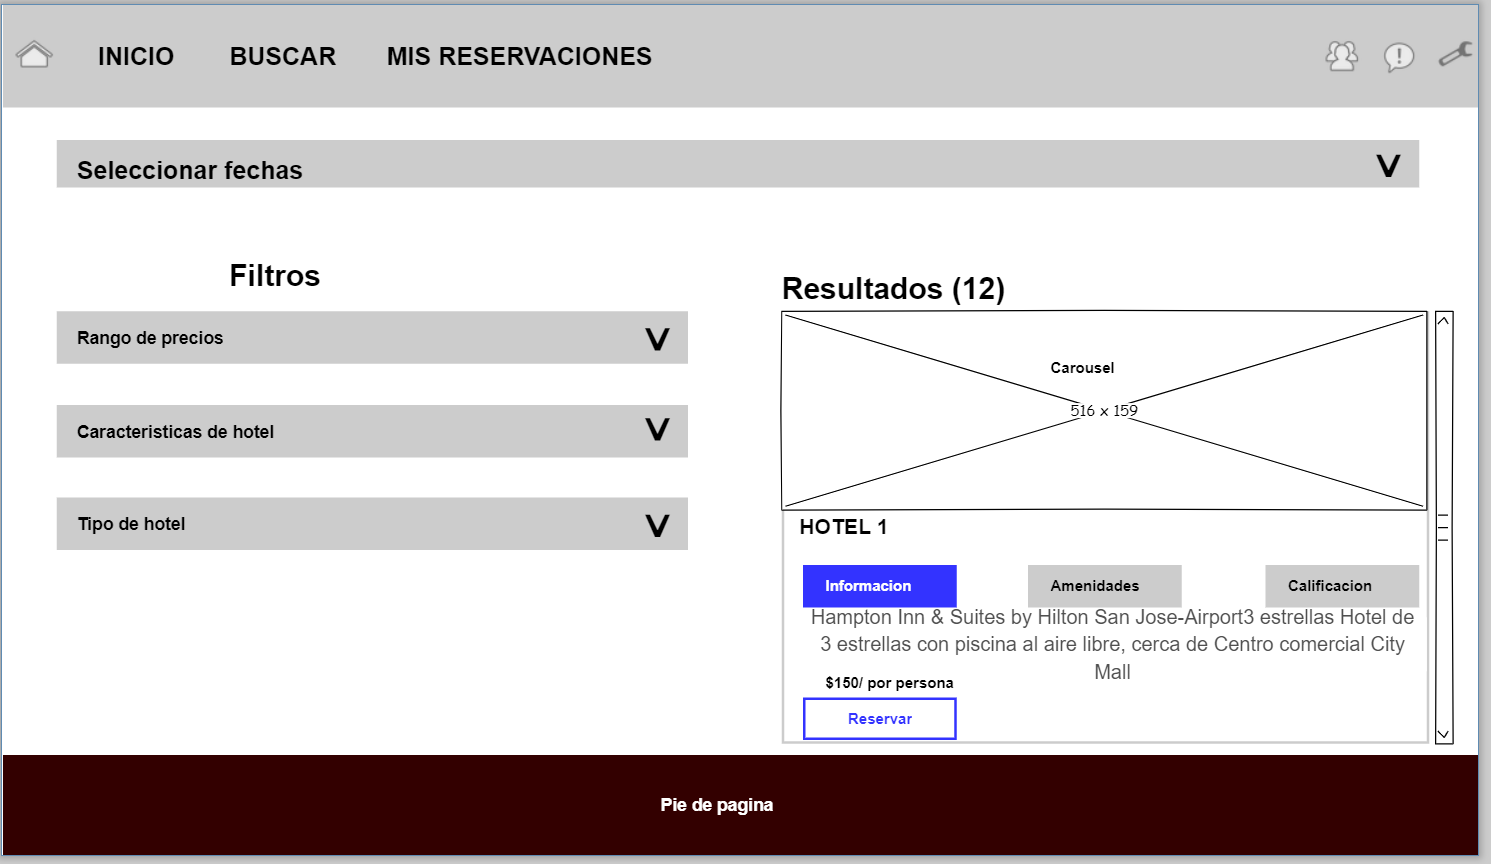 INICIO BUSCAR MIS RESERVACIONES
Seleccionar fechas V
Filtros
Rango de precios V
Caracteristicas de hotel V
Tipo de hotel V
Resultados (12)
Carousel
516 x 159
HOTEL 1
Informacion Amenidades Calificacion
Hampton Inn & Suites by Hilton San Jose-Airport3 estrellas Hotel de
3 estrellas con piscina al aire libre, cerca de Centro comercial City
Mall
$150/ por persona
Reservar
Pie de pagina